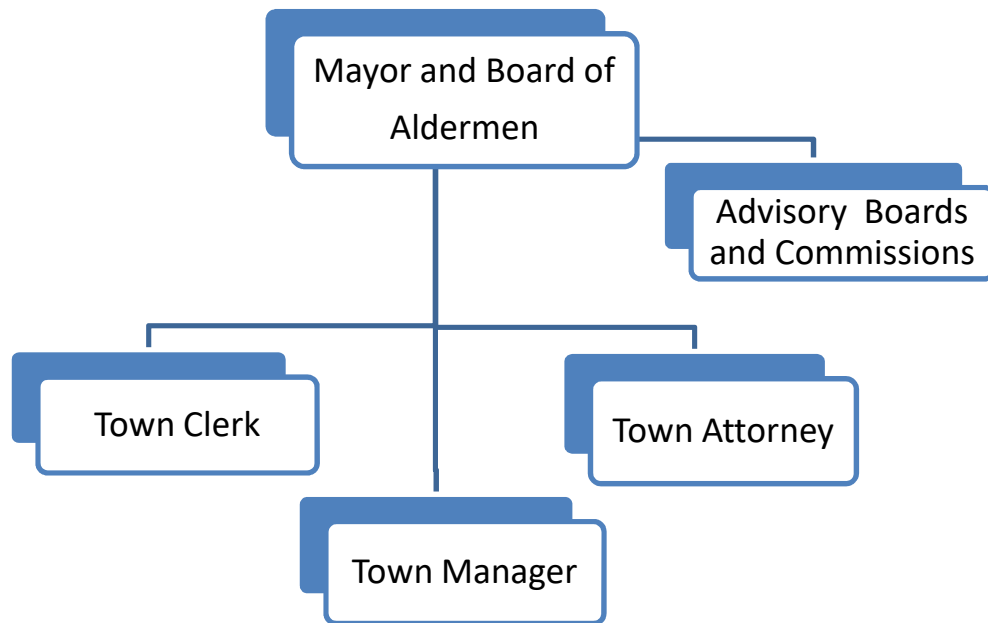 Mayor and Board of
Aldermen
Advisory Boards
and Commissions
Town Clerk
Town Attorney
Town Manager